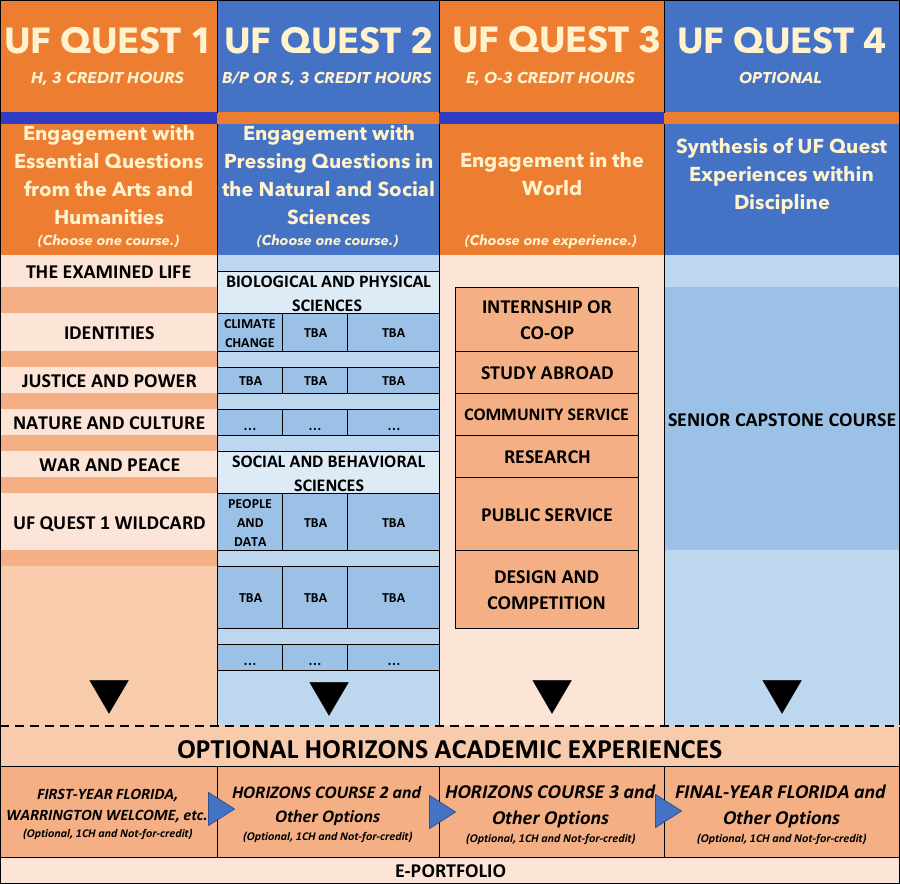 UF QUEST 1
H, 3 CREDIT HOURS
UF QUEST 2
B/P OR S, 3 CREDIT HOURS
UF QUEST 3
E, O-3 CREDIT HOURS
UF QUEST 4
OPTIONAL
Engagement with
Essential Questions
from the Arts and
Humanities
(Choose one course.)
Engagement with
Pressing Questions in
the Natural and Social
Sciences
(Choose one course.)
Engagement in the
World
(Choose one experience.)
Synthesis of UF Quest
Experiences within
Discipline
THE EXAMINED LIFE
IDENTITIES
JUSTICE AND POWER
NATURE AND CULTURE
WAR AND PEACE
UF QUEST 1 WILDCARD
BIOLOGICAL AND PHYSICAL
SCIENCES
CLIMATE
CHANGE
TBA
TBA
TBA
TBA
TBA
...
...
...
SOCIAL AND BEHAVIORAL
SCIENCES
PEOPLE
AND
DATA
TBA
TBA
TBA
TBA
TBA
...
...
...
INTERNSHIP OR
CO-OP
STUDY ABROAD
COMMUNITY SERVICE
RESEARCH
PUBLIC SERVICE
DESIGN AND
COMPETITION
SENIOR CAPSTONE COURSE
OPTIONAL HORIZONS ACADEMIC EXPERIENCES
FIRST-YEAR FLORIDA,
WARRINGTON WELCOME, etc.
(Optional, 1CH and Not-for-credit)
HORIZONS COURSE 2 and
Other Options
(Optional, 1CH and Not-for-credit)
HORIZONS COURSE 3 and
Other Options
(Optional, 1CH and Not-for-credit)
FINAL-YEAR FLORIDA and
Other Options
(Optional, 1CH and Not-for-credit)
E-PORTFOLIO